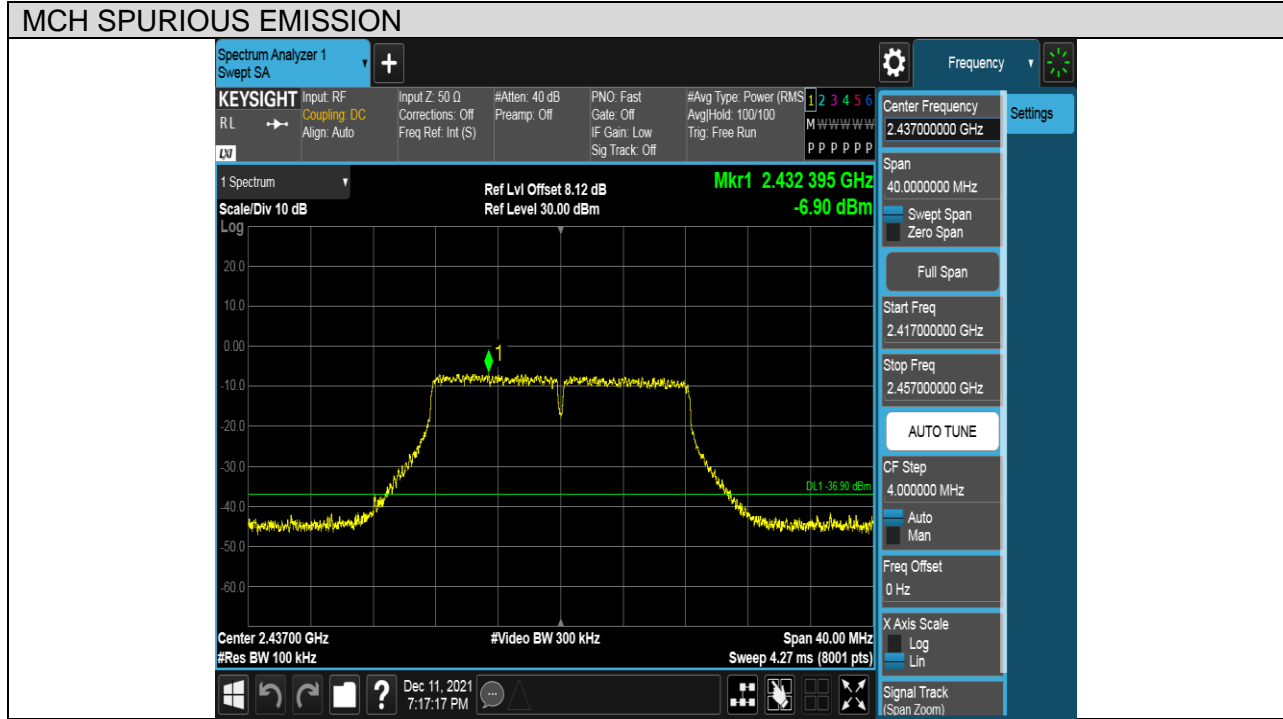 MCH SPURIOUS EMISSION
Spectrum Analyzer 1
Swept SA
+
Frequency
KEYSIGHT
RL
LXI
Input: RF
Coupling: DC
Align: Auto
Input Z: 50 Ω
Corrections: Off
Freq Ref: Int (S)
#Atten: 40 dB
Preamp: Off
PNO: Fast
Gate: Off
IF Gain: Low
Sig Track: Off
#Avg Type: Power (RMS
Avg|Hold: 100/100
Trig: Free Run
1 2 3 4 5 6
M W W W W W
P P P P P P
1 Spectrum
Scale/Div 10 dB
Ref Lvl Offset 8.12 dB
Ref Level 30.00 dBm
Mkr1 2.432 395 GHz
-6.90 dBm
Log
20.0
10.0
0.00
-10.0
-20.0
-30.0
-40.0
-50.0
-60.0
1
DL1 -36.90 dBm
Center 2.43700 GHz
#Res BW 100 kHz
#Video BW 300 kHz
Span 40.00 MHz
Sweep 4.27 ms (8001 pts)
?
Dec 11, 2021
7:17:17 PM
Center Frequency
2.437000000 GHz
Settings
Span
40.0000000 MHz
Swept Span
Zero Span
Full Span
Start Freq
2.417000000 GHz
Stop Freq
2.457000000 GHz
AUTO TUNE
CF Step
4.000000 MHz
Auto
Man
Freq Offset
0 Hz
X Axis Scale
Log
Lin
Signal Track
(Span Zoom)